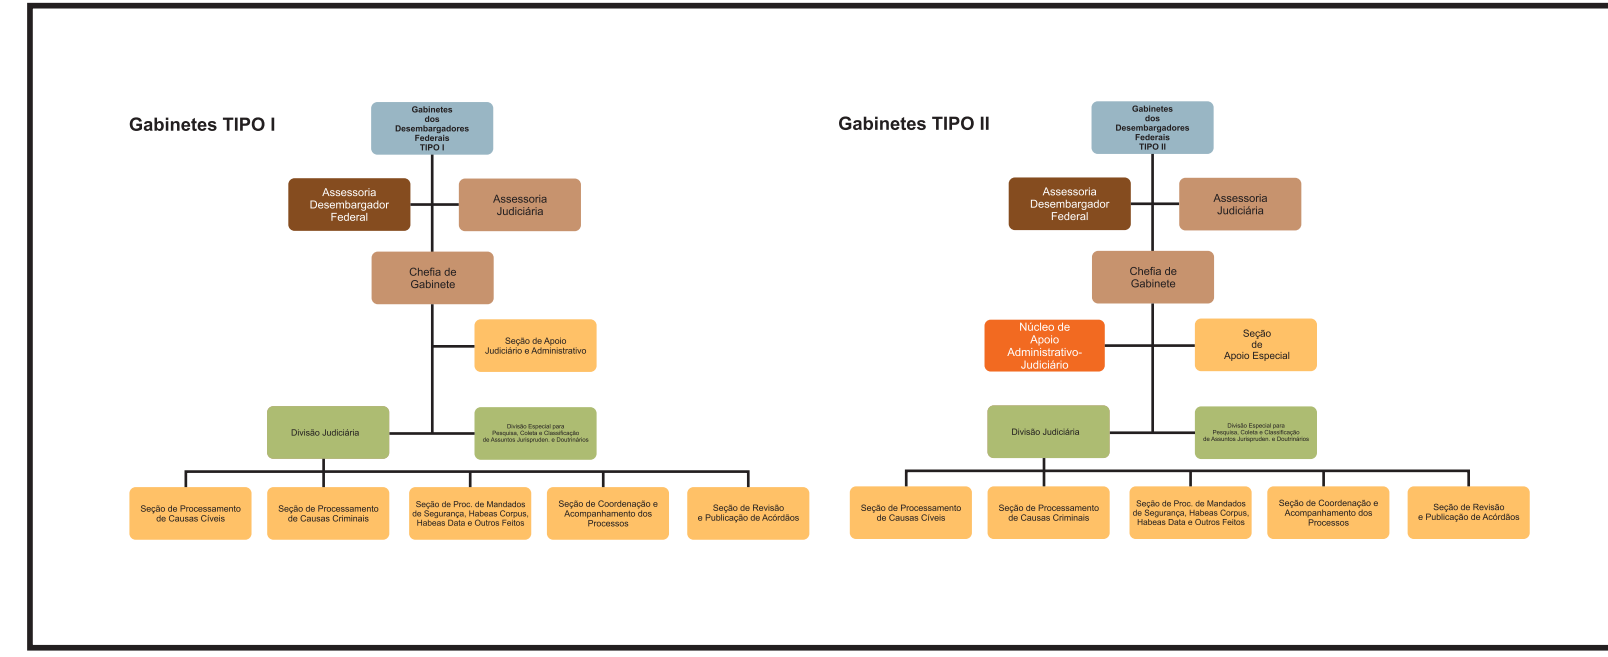 Gabinetes TIPO I
Gabinetes
dos
Desembargadores
Federais
TIPO I
Assessoria
Desembargador
Federal
Assessoria
Judiciária
Chefia de
Gabinete
Seção de Apoio
Judiciário e Administrativo
Divisão Judiciária
Divisão Especial para
Pesquisa, Coleta e Classificação
de Assuntos Jurispruden. e Doutrinários
Seção de Processamento
de Causas Cíveis
Seção de Processamento
de Causas Criminais
Seção de Proc. de Mandados
de Segurança, Habeas Corpus,
Habeas Data e Outros Feitos
Seção de Coordenação e
Acompanhamento dos
Processos
Seção de Revisão
e Publicação de Acórdãos
Gabinetes TIPO II
Gabinetes
dos
Desembargadores
Federais
TIPO II
Assessoria
Desembargador
Federal
Assessoria
Judiciária
Chefia de
Gabinete
Núcleo de
Apoio
Administrativo-
Judiciário
Seção
de
Apoio Especial
Divisão Judiciária
Divisão Especial para
Pesquisa, Coleta e Classificação
de Assuntos Jurispruden. e Doutrinários
Seção de Processamento
de Causas Cíveis
Seção de Processamento
de Causas Criminais
Seção de Proc. de Mandados
de Segurança, Habeas Corpus,
Habeas Data e Outros Feitos
Seção de Coordenação e
Acompanhamento dos
Processos
Seção de Revisão
e Publicação de Acórdãos